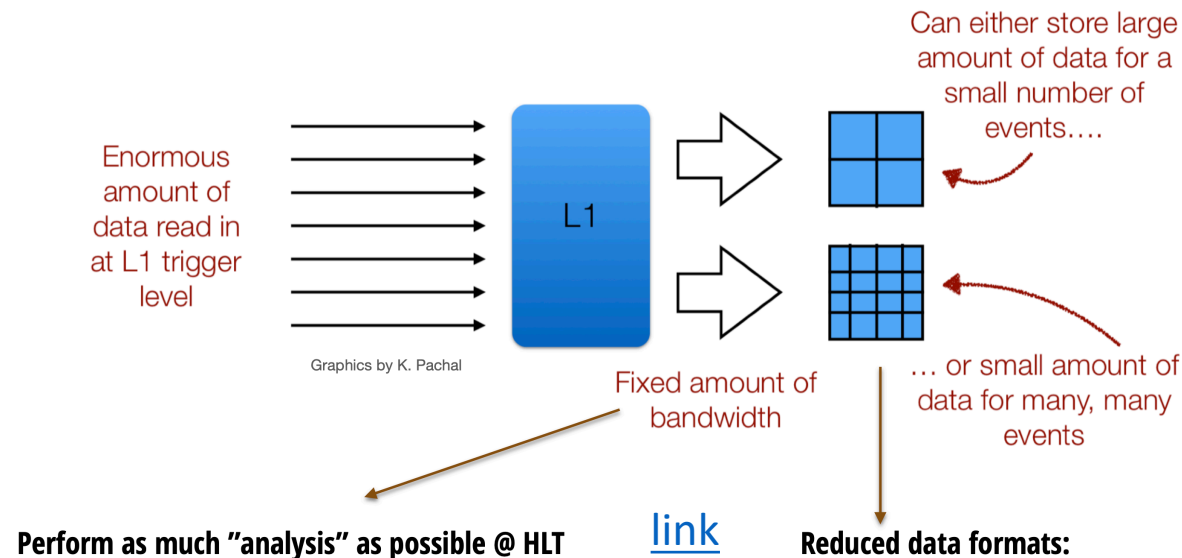 Can either store large
amount of data for a
small number of
events….
Enormous
amount of
data read in
at L1 trigger
level
L1
Graphics by K. Pachal
Fixed amount of
bandwidth
… or small amount of
data for many, many
events
Perform as much ”analysis” as possible @ HLT
link
Reduced data formats: